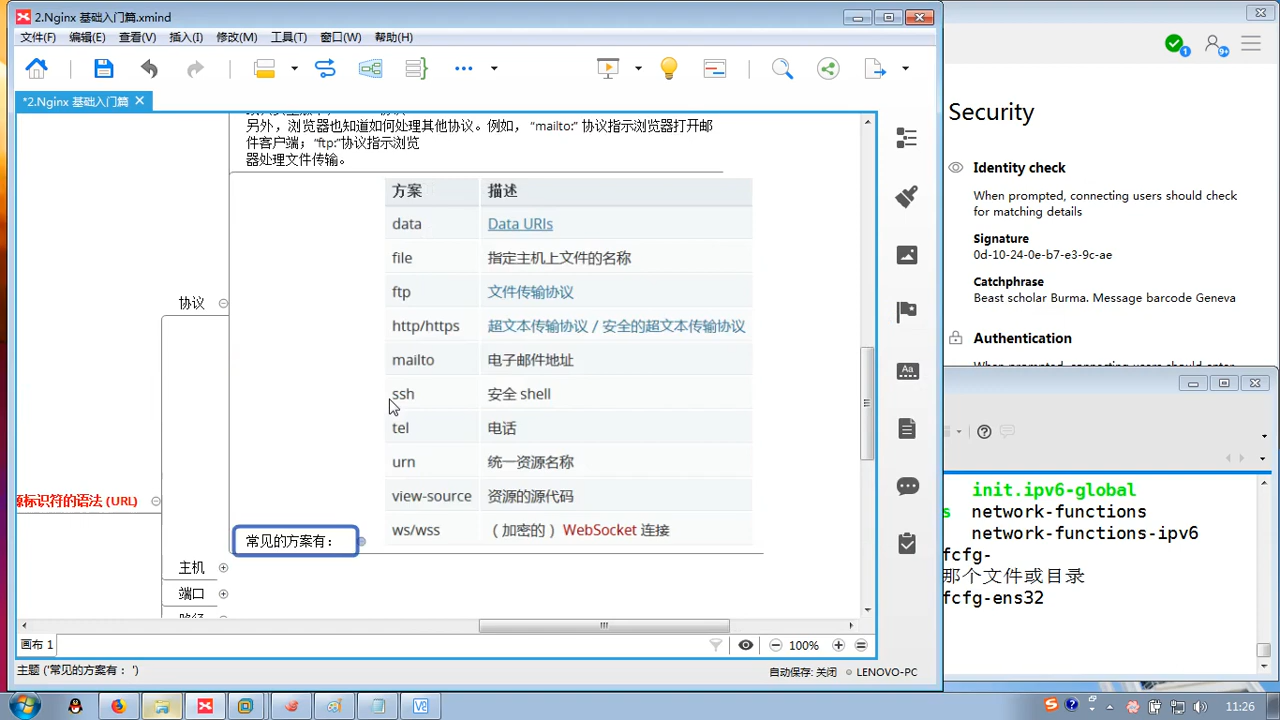 2.Nginx 基础入门篇.xmind
文件(F) 编辑(E) 查看(V) 插入(I) 修改(M) 工具(T) 窗口(W) 帮助(H)
*2.Nginx 基础入门篇
另外，浏览器也知道如何处理其他协议。例如， “mailto:” 协议指示浏览器打开邮
件客户端；“ftp:”协议指示浏览
器处理文件传输。
方案 描述
data Data URIs
file 指定主机上文件的名称
ftp 文件传输协议
http/https 超文本传输协议 / 安全的超文本传输协议
mailto 电子邮件地址
ssh 安全 shell
tel 电话
urn 统一资源名称
view-source 资源的源代码
ws/wss （加密的） WebSocket 连接
协议
源标识符的语法 (URL)
常见的方案有：
主机
端口
画布 1
100%
主题 ('常见的方案有： ')
自动保存: 关闭
LENOVO-PC
1
9+
Security
Identity check
When prompted, connecting users should check
for matching details
Signature
0d-10-24-0e-b7-e3-9c-ae
Catchphrase
Beast scholar Burma. Message barcode Geneva
Authentication
init.ipv6-global
s network-functions
network-functions-ipv6
fcfg-
那个文件或目录
fcfg-ens32
11:26